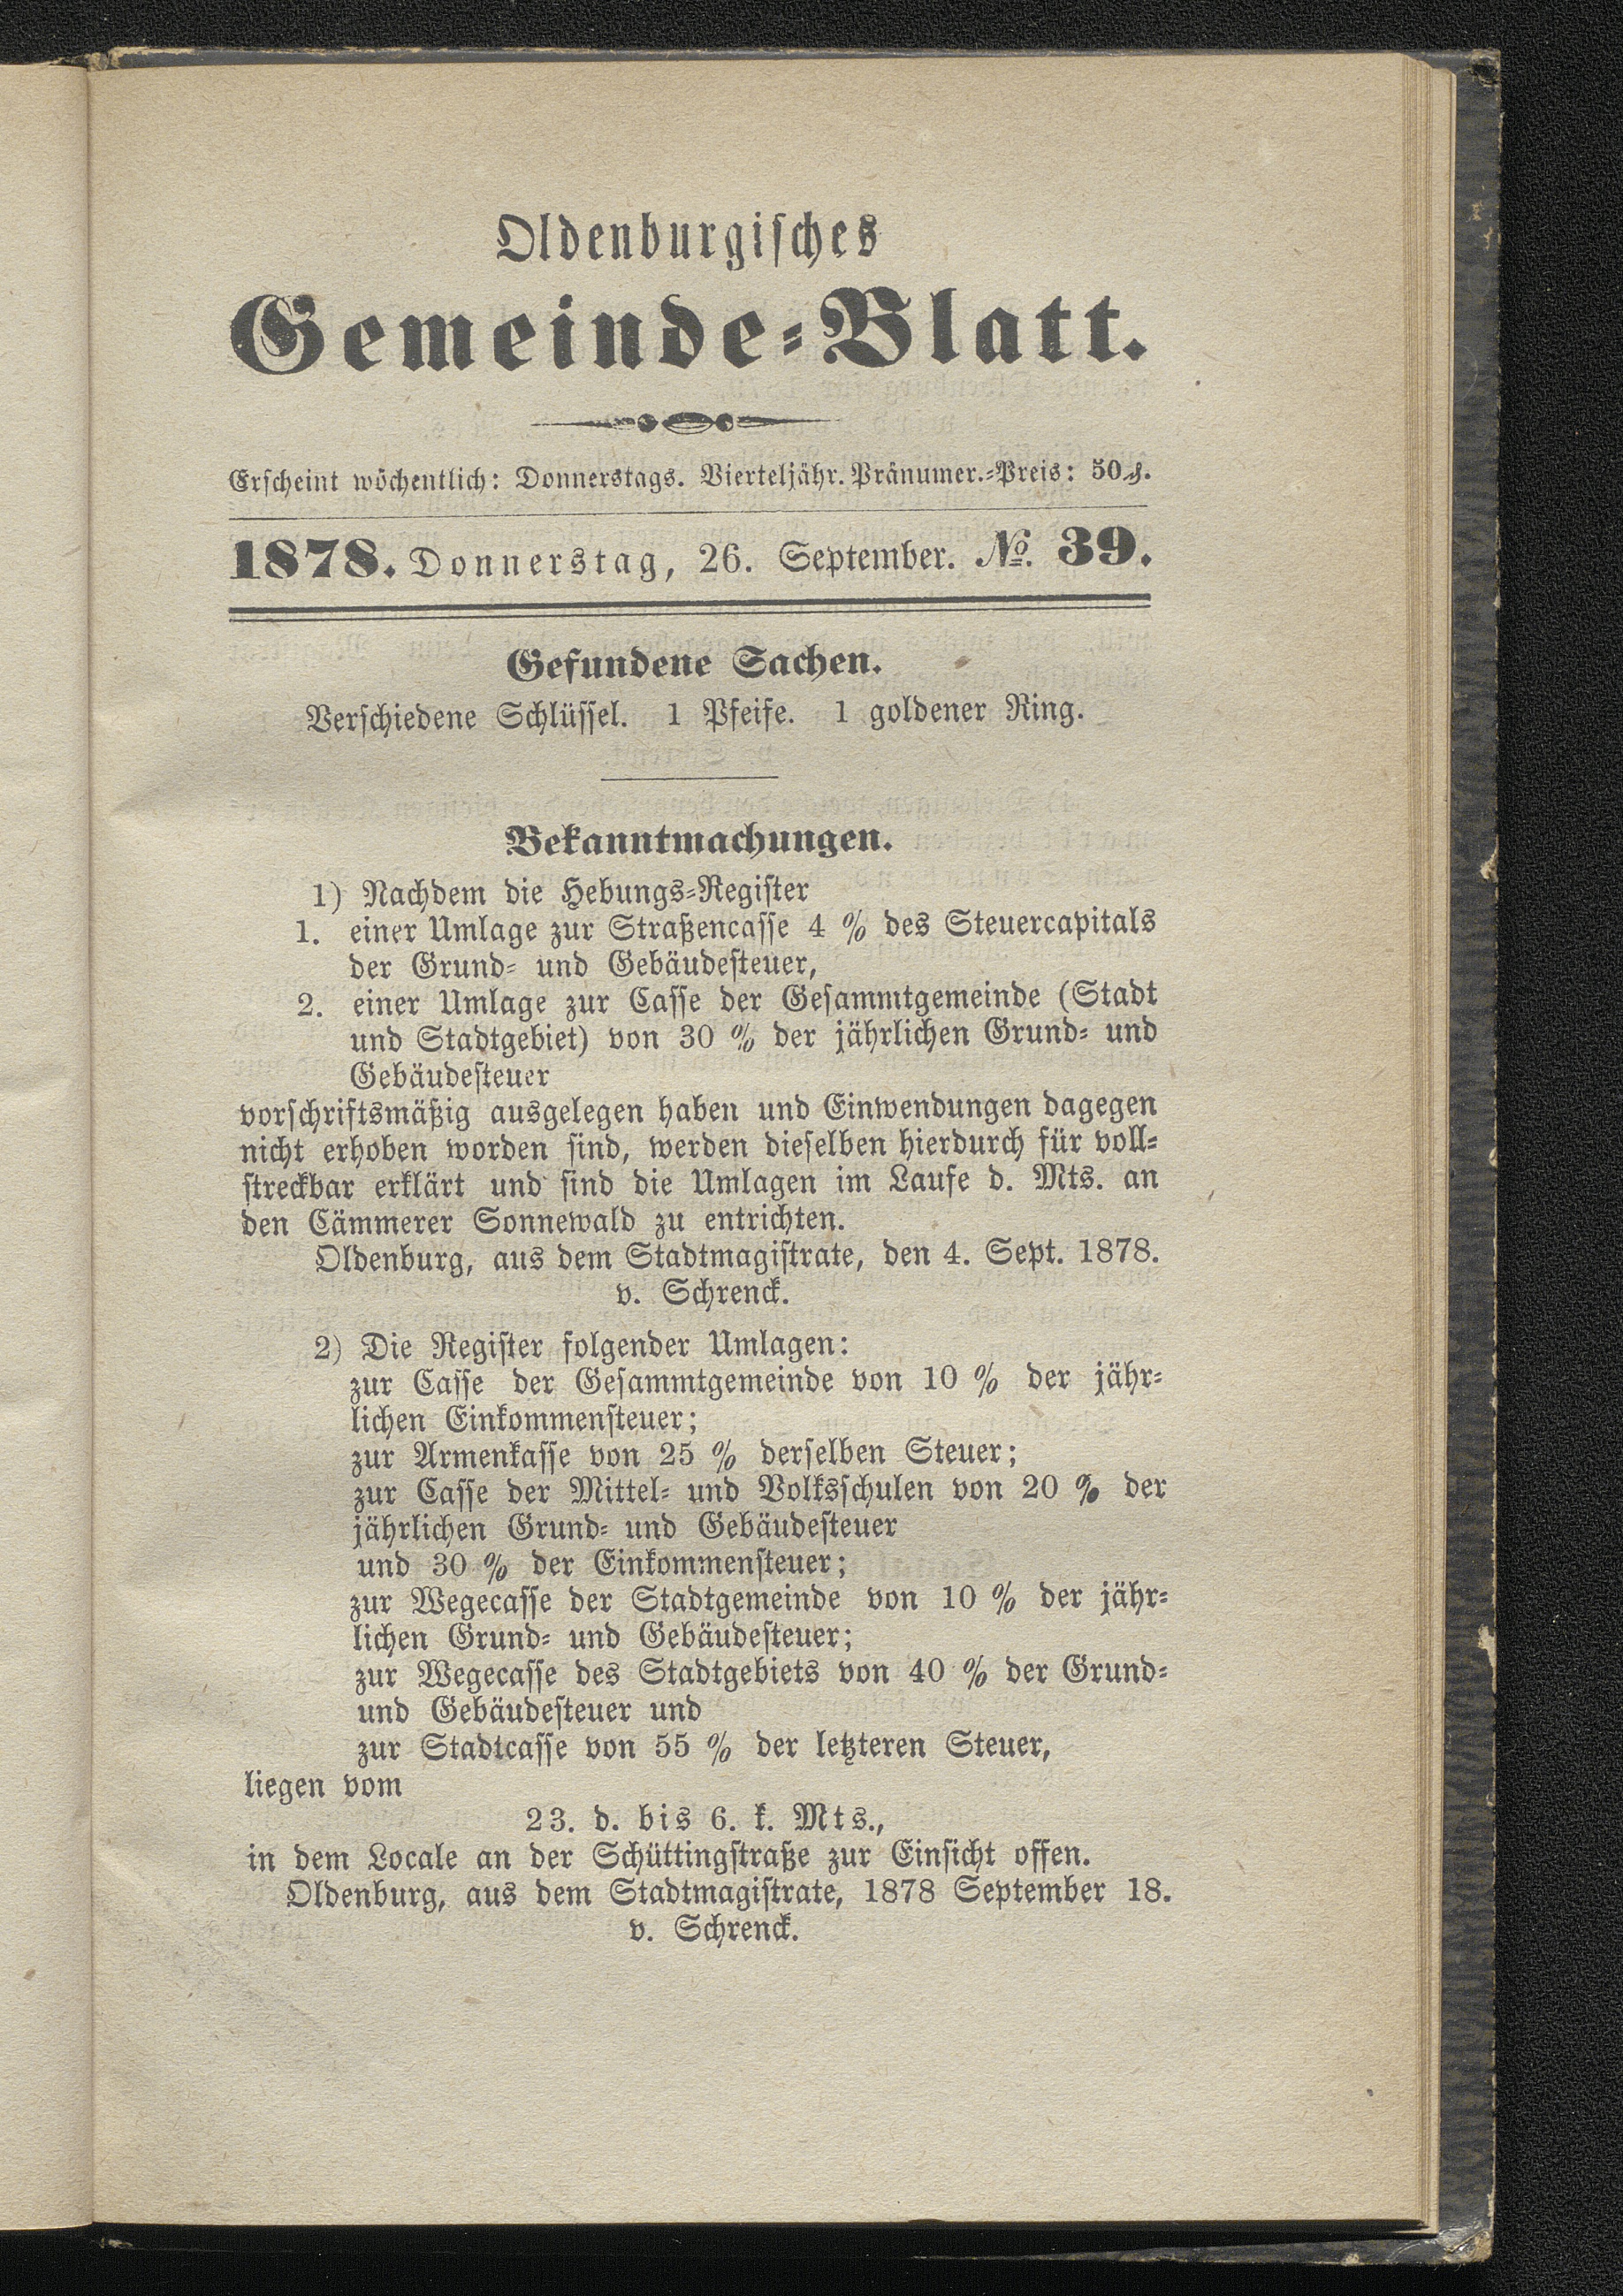 Oldenburgisches
Gemeinde-Blatt.
Erscheint wöchentlich: Donnerstags. Vierteljähr. Pränumer.-Preis: 50 ₰.
1878. Donnerstag, 26. September. No. 39.
Gefundene Sachen.
Verschiedene Schlüssel. 1 Pfeife. 1 goldener Ring.
Bekanntmachungen.
1) Nachdem die Hebungs-Register
1. einer Umlage zur Straßencasse 4 % des Steuercapitals
der Grund- und Gebäudesteuer,
2. einer Umlage zur Casse der Gesammtgemeinde (Stadt
und Stadtgebiet) von 30 % der jährlichen Grund- und
Gebäudesteuer
vorschriftsmäßig ausgelegen haben und Einwendungen dagegen
nicht erhoben worden sind, werden dieselben hierdurch für voll-
streckbar erklärt und sind die Umlagen im Laufe d. Mts. an
den Cämmerer Sonnewald zu entrichten.
Oldenburg, aus dem Stadtmagistrate, den 4. Sept. 1878.
v. Schrenck.
2) Die Register folgender Umlagen:
zur Casse der Gesammtgemeinde von 10 % der jähr-
lichen Einkommensteuer;
zur Armenkasse von 25 % derselben Steuer;
zur Casse der Mittel- und Volksschulen von 20 % der
jährlichen Grund- und Gebäudesteuer
und 30 % der Einkommensteuer;
zur Wegecasse der Stadtgemeinde von 10 % der jähr-
lichen Grund- und Gebäudesteuer;
zur Wegecasse des Stadtgebiets von 40 % der Grund-
und Gebäudesteuer und
zur Stadtcasse von 55 % der letzteren Steuer,
liegen vom
23. d. bis 6. k. Mts.,
in dem Locale an der Schüttingstraße zur Einsicht offen.
Oldenburg, aus dem Stadtmagistrate, 1878 September 18.
v. Schrenck.